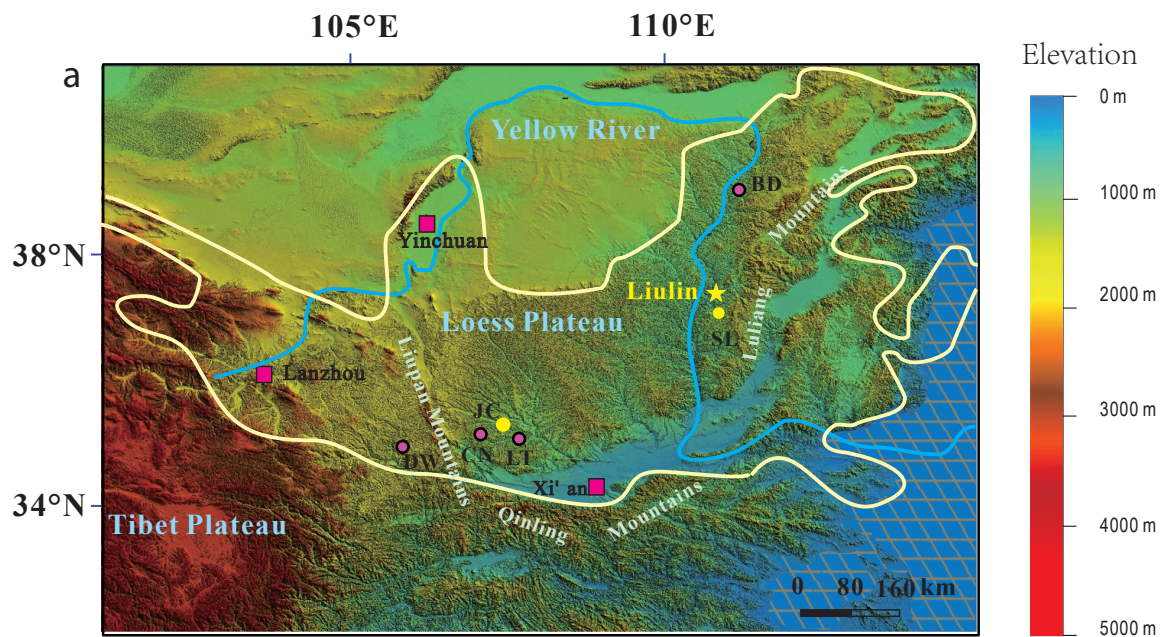 105°E
110°E
a
Elevation
0 m
1000 m
2000 m
3000 m
4000 m
5000 m
Yellow River
BD
Mountains
Yinchuan
38°N
Liulin
Loess Plateau
SL
Luliang
Liupan Mountains
Lanzhou
JC
DW
CN
LT
Xi' an
34°N
Tibet Plateau
Qinling Mountains
0 80 160 km